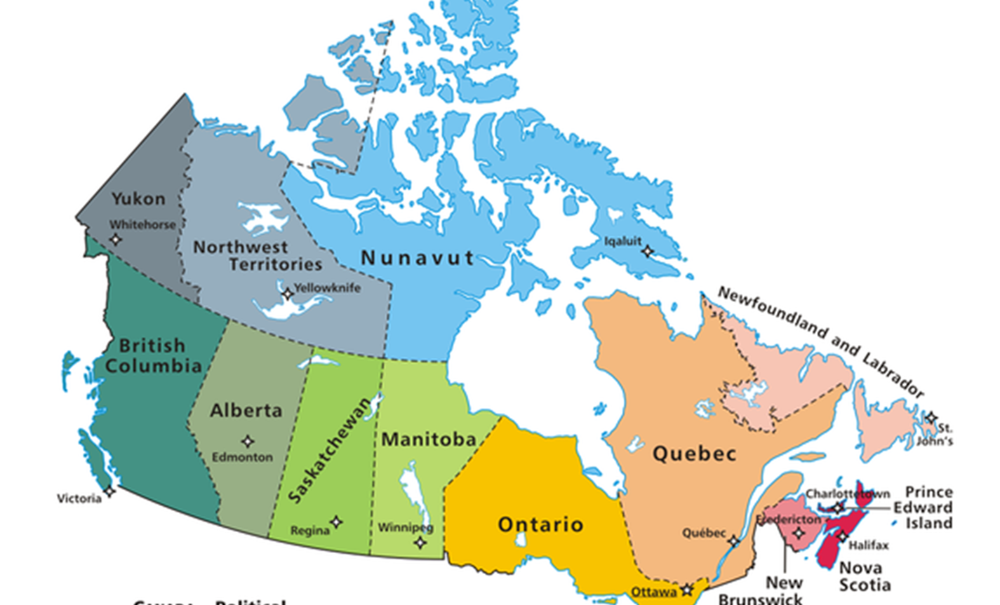 Yukon
Whitehorse
Northwest
Territories
Yellowknife
Nunavut
Iqaluit
Newfoundland and Labrador
St.
John's
British
Columbia
Victoria
Alberta
Edmonton
Saskatchewan
Regina
Manitoba
Winnipeg
Ontario
Ottawa
Quebec
Québec
Charlottetown
Prince
Edward
Island
Fredericton
Halifax
Nova
Scotia
New
Brunswick
Political